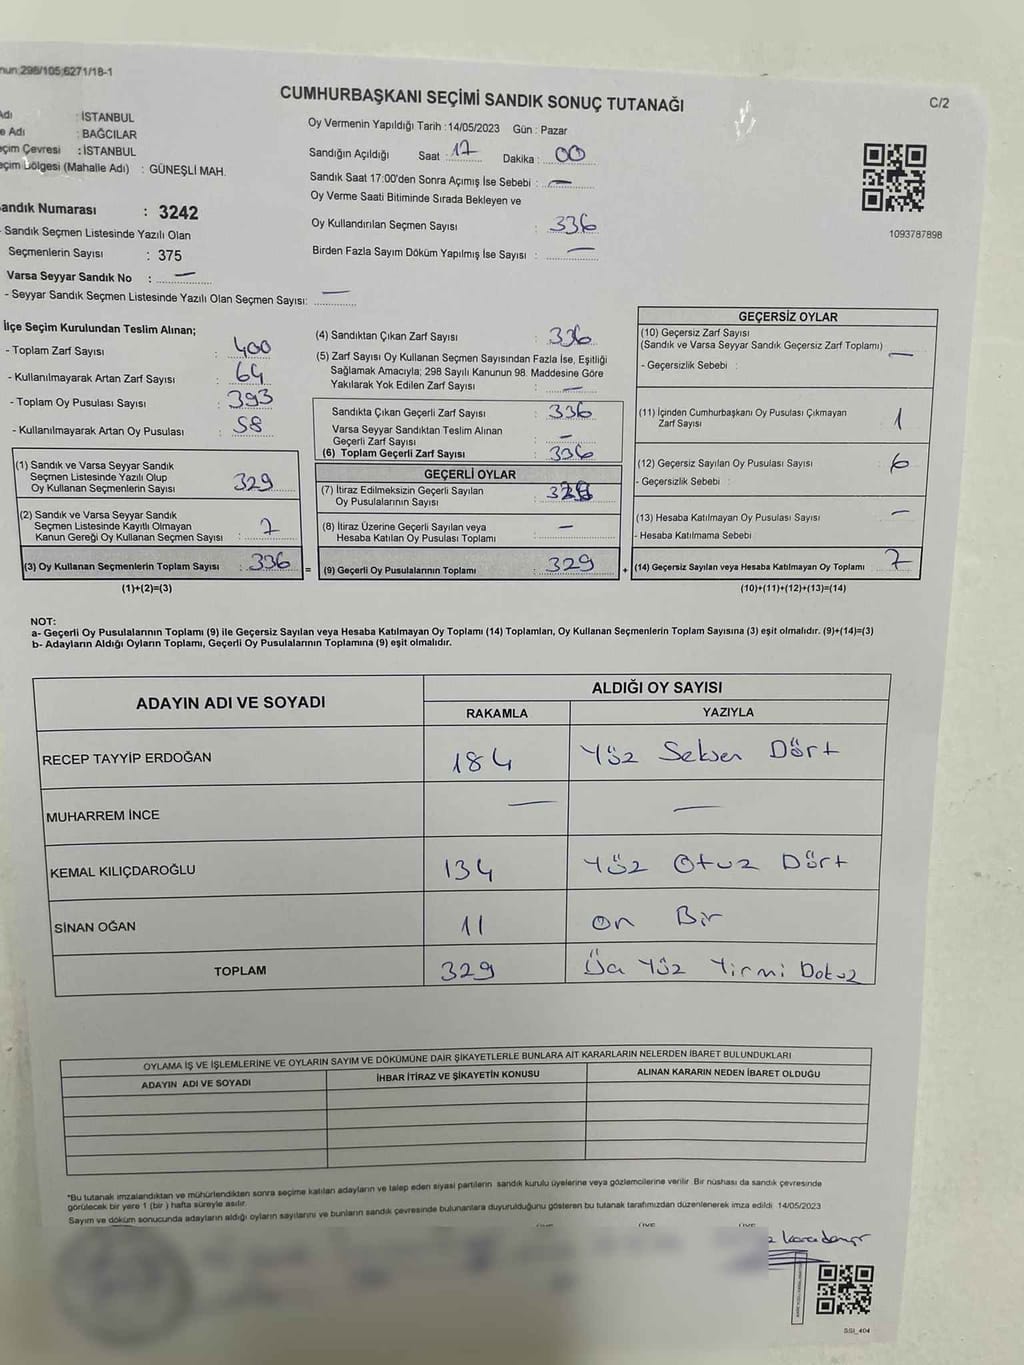 nun:298/105;6271/18-1
CUMHURBAŞKANI SEÇİMİ SANDIK SONUÇ TUTANAĞI
C/2
Adı : İSTANBUL
e Adı : BAĞCILAR
eçim Çevresi : İSTANBUL
eçim Bölgesi (Mahalle Adı) : GÜNEŞLİ MAH.
andık Numarası : 3242
- Sandık Seçmen Listesinde Yazılı Olan
Seçmenlerin Sayısı : 375
Varsa Seyyar Sandık No : —
- Seyyar Sandık Seçmen Listesinde Yazılı Olan Seçmen Sayısı: —
Oy Vermenin Yapıldığı Tarih : 14/05/2023 Gün : Pazar
Sandığın Açıldığı Saat : 17 Dakika : 00
Sandık Saat 17:00'den Sonra Açımış İse Sebebi : —
Oy Verme Saati Bitiminde Sırada Bekleyen ve
Oy Kullandırılan Seçmen Sayısı : 336
Birden Fazla Sayım Döküm Yapılmış İse Sayısı : —
1093787898
İlçe Seçim Kurulundan Teslim Alınan;
- Toplam Zarf Sayısı : 400
- Kullanılmayarak Artan Zarf Sayısı : 64
- Toplam Oy Pusulası Sayısı : 393
- Kullanılmayarak Artan Oy Pusulası : 58
(1) Sandık ve Varsa Seyyar Sandık
Seçmen Listesinde Yazılı Olup
Oy Kullanan Seçmenlerin Sayısı : 329
(2) Sandık ve Varsa Seyyar Sandık
Seçmen Listesinde Kayıtlı Olmayan
Kanun Gereği Oy Kullanan Seçmen Sayısı : 7
(3) Oy Kullanan Seçmenlerin Toplam Sayısı : 336 =
(1)+(2)=(3)
(4) Sandıktan Çıkan Zarf Sayısı : 336
(5) Zarf Sayısı Oy Kullanan Seçmen Sayısından Fazla İse, Eşitliği
Sağlamak Amacıyla; 298 Sayılı Kanunun 98. Maddesine Göre
Yakılarak Yok Edilen Zarf Sayısı : —
Sandıkta Çıkan Geçerli Zarf Sayısı : 336
Varsa Seyyar Sandıktan Teslim Alınan
Geçerli Zarf Sayısı : —
(6) Toplam Geçerli Zarf Sayısı : 336
GEÇERLİ OYLAR
(7) İtiraz Edilmeksizin Geçerli Sayılan
Oy Pusulalarının Sayısı :
(8) İtiraz Üzerine Geçerli Sayılan veya
Hesaba Katılan Oy Pusulası Toplamı : —
(9) Geçerli Oy Pusulalarının Toplamı : 329 +
GEÇERSİZ OYLAR
(10) Geçersiz Zarf Sayısı
(Sandık ve Varsa Seyyar Sandık Geçersiz Zarf Toplamı) —
- Geçersizlik Sebebi :
(11) İçinden Cumhurbaşkanı Oy Pusulası Çıkmayan
Zarf Sayısı 1
(12) Geçersiz Sayılan Oy Pusulası Sayısı 6
- Geçersizlik Sebebi :
(13) Hesaba Katılmayan Oy Pusulası Sayısı —
- Hesaba Katılmama Sebebi
(14) Geçersiz Sayılan veya Hesaba Katılmayan Oy Toplamı 7
(10)+(11)+(12)+(13)=(14)
NOT:
a- Geçerli Oy Pusulalarının Toplamı (9) ile Geçersiz Sayılan veya Hesaba Katılmayan Oy Toplamı (14) Toplamları, Oy Kullanan Seçmenlerin Toplam Sayısına (3) eşit olmalıdır. (9)+(14)=(3)
b- Adayların Aldığı Oyların Toplamı, Geçerli Oy Pusulalarının Toplamına (9) eşit olmalıdır.
ADAYIN ADI VE SOYADI ALDIĞI OY SAYISI
RAKAMLA YAZIYLA
RECEP TAYYİP ERDOĞAN 184 Yüz Seksen Dört
MUHARREM İNCE — —
KEMAL KILIÇDAROĞLU 134 Yüz Otuz Dört
SİNAN OĞAN 11 On Bir
TOPLAM 329 Üç Yüz Yirmi Dokuz
OYLAMA İŞ VE İŞLEMLERİNE VE OYLARIN SAYIM VE DÖKÜMÜNE DAİR ŞİKAYETLERLE BUNLARA AİT KARARLARIN NELERDEN İBARET BULUNDUKLARI
ADAYIN ADI VE SOYADI İHBAR İTİRAZ VE ŞİKAYETİN KONUSU ALINAN KARARIN NEDEN İBARET OLDUĞU
*Bu tutanak imzalandıktan ve mühürlendikten sonra seçime katılan adayların ve talep eden siyasi partilerin sandık kurulu üyelerine veya gözlemcilerine verilir. Bir nüshası da sandık çevresinde
görülecek bir yere 1 (bir) hafta süreyle asılır.
Sayım ve döküm sonucunda adayların aldığı oyların sayılarını ve bunların sandık çevresinde bulunanlara duyurulduğunu gösteren bu tutanak tarafımızdan düzenlenerek imza edildi. 14/05/2023
SSI_404